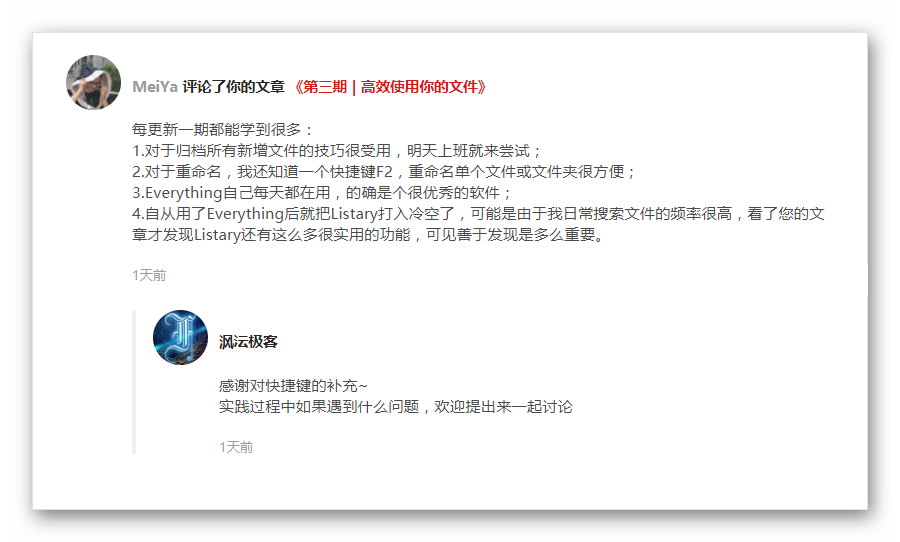 MeiYa 评论了你的文章 《第三期 | 高效使用你的文件》
每更新一期都能学到很多：
1.对于归档所有新增文件的技巧很受用，明天上班就来尝试；
2.对于重命名，我还知道一个快捷键F2，重命名单个文件或文件夹很方便；
3.Everything自己每天都在用，的确是个很优秀的软件；
4.自从用了Everything后就把Listary打入冷空了，可能是由于我日常搜索文件的频率很高，看了您的文
章才发现Listary还有这么多很实用的功能，可见善于发现是多么重要。
1天前
沨沄极客
感谢对快捷键的补充~
实践过程中如果遇到什么问题，欢迎提出来一起讨论
1天前